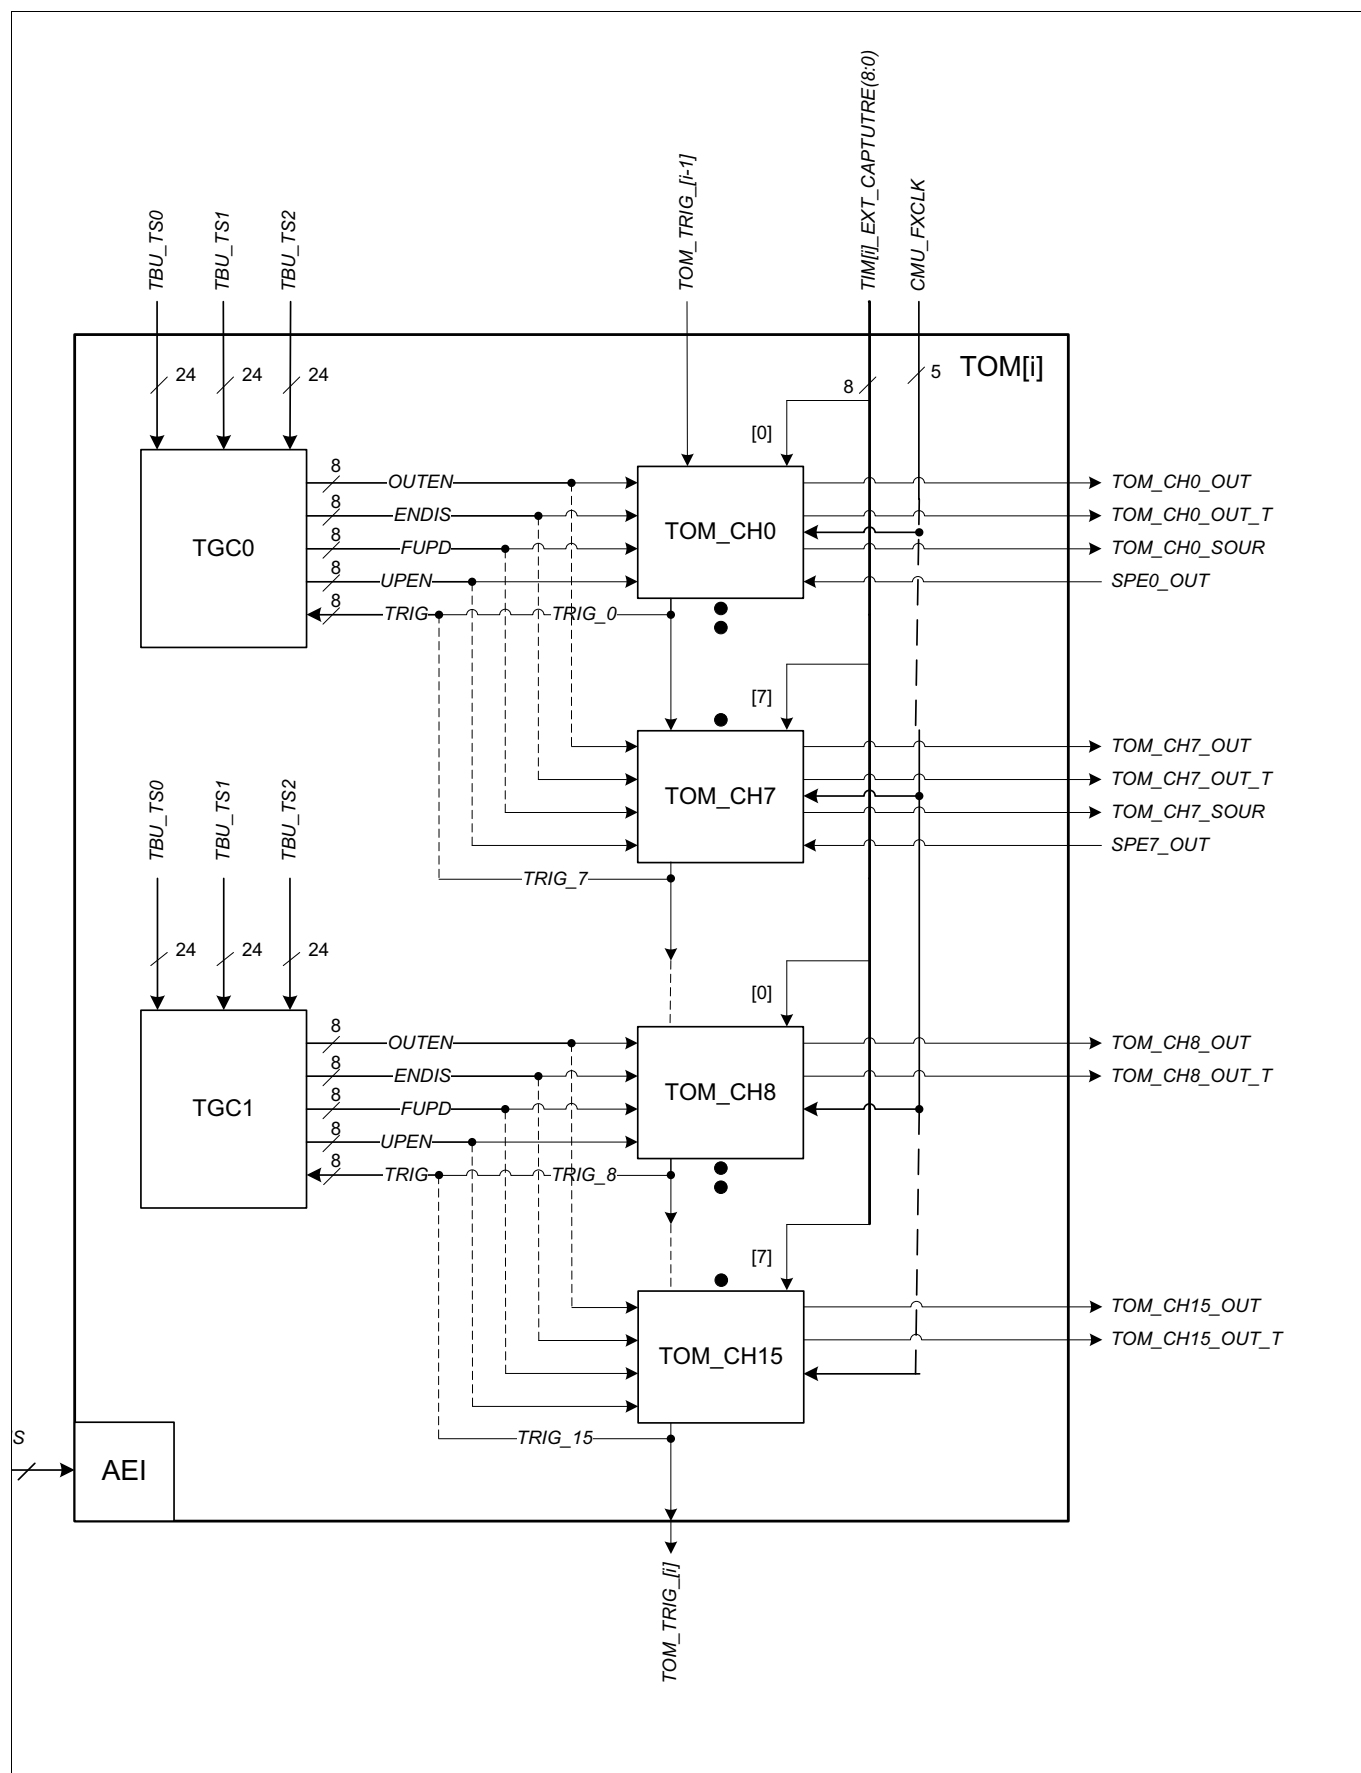 TIM[i]_EXT_CAPTUTRE(8:0)
TOM_TRIG_[i-1]
CMU_FXCLK
TBU_TS0
TBU_TS1
TBU_TS2
TOM[i]
24
24
24
8
5
[0]
TGC0
8
OUTEN
8
ENDIS
8
FUPD
8
UPEN
8
TRIG
TRIG_0
TOM_CH0
TOM_CH0_OUT
TOM_CH0_OUT_T
TOM_CH0_SOUR
SPE0_OUT
[7]
TOM_CH7
TOM_CH7_OUT
TOM_CH7_OUT_T
TOM_CH7_SOUR
SPE7_OUT
TRIG_7
TBU_TS0
TBU_TS1
TBU_TS2
24
24
24
[0]
TGC1
8
OUTEN
8
ENDIS
8
FUPD
8
UPEN
8
TRIG
TRIG_8
TOM_CH8
TOM_CH8_OUT
TOM_CH8_OUT_T
[7]
TOM_CH15
TOM_CH15_OUT
TOM_CH15_OUT_T
TRIG_15
S
AEI
TOM_TRIG_[i]